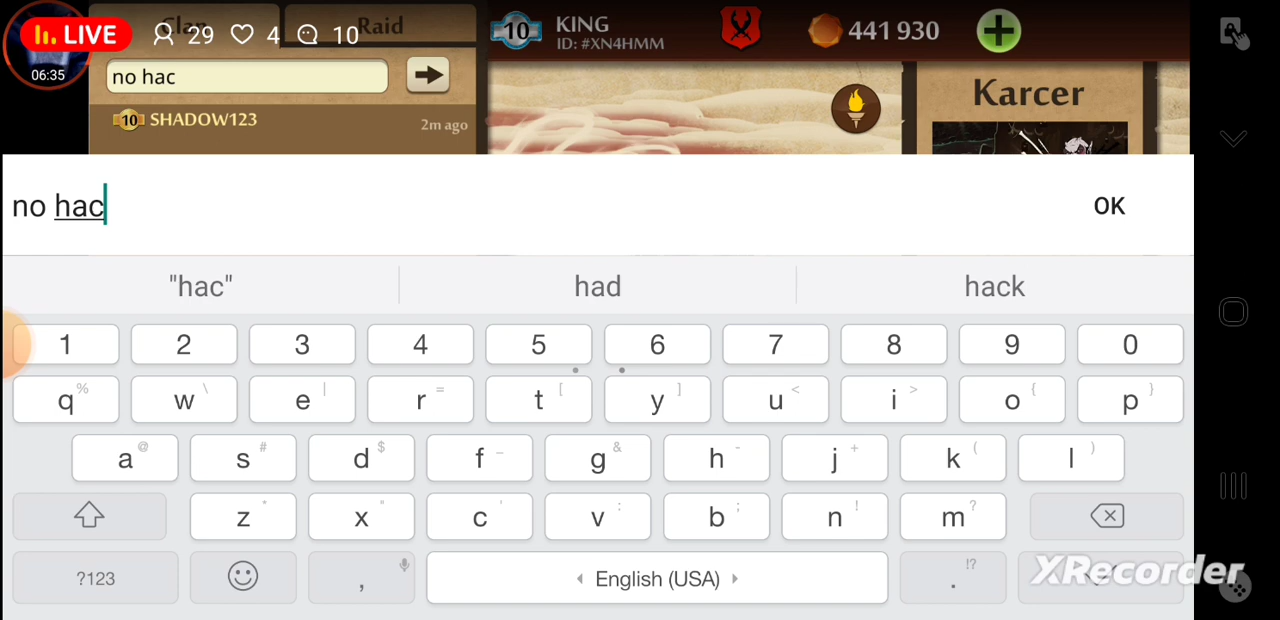 LIVE 29 4 10
06:35
Clan Raid
10 KING
ID: #XN4HMM
441 930
no hac
10 SHADOW123
2m ago
Karcer
no hac
OK
"hac" had hack
1 2 3 4 5 6 7 8 9 0
q % w \ e | r = t [ y ] u < i > o { p }
a @ s # d $ f _ g & h - j + k ( l )
z * x " c ' v : b ; n ! m ?
?123 , English (USA) . !?
XRecorder